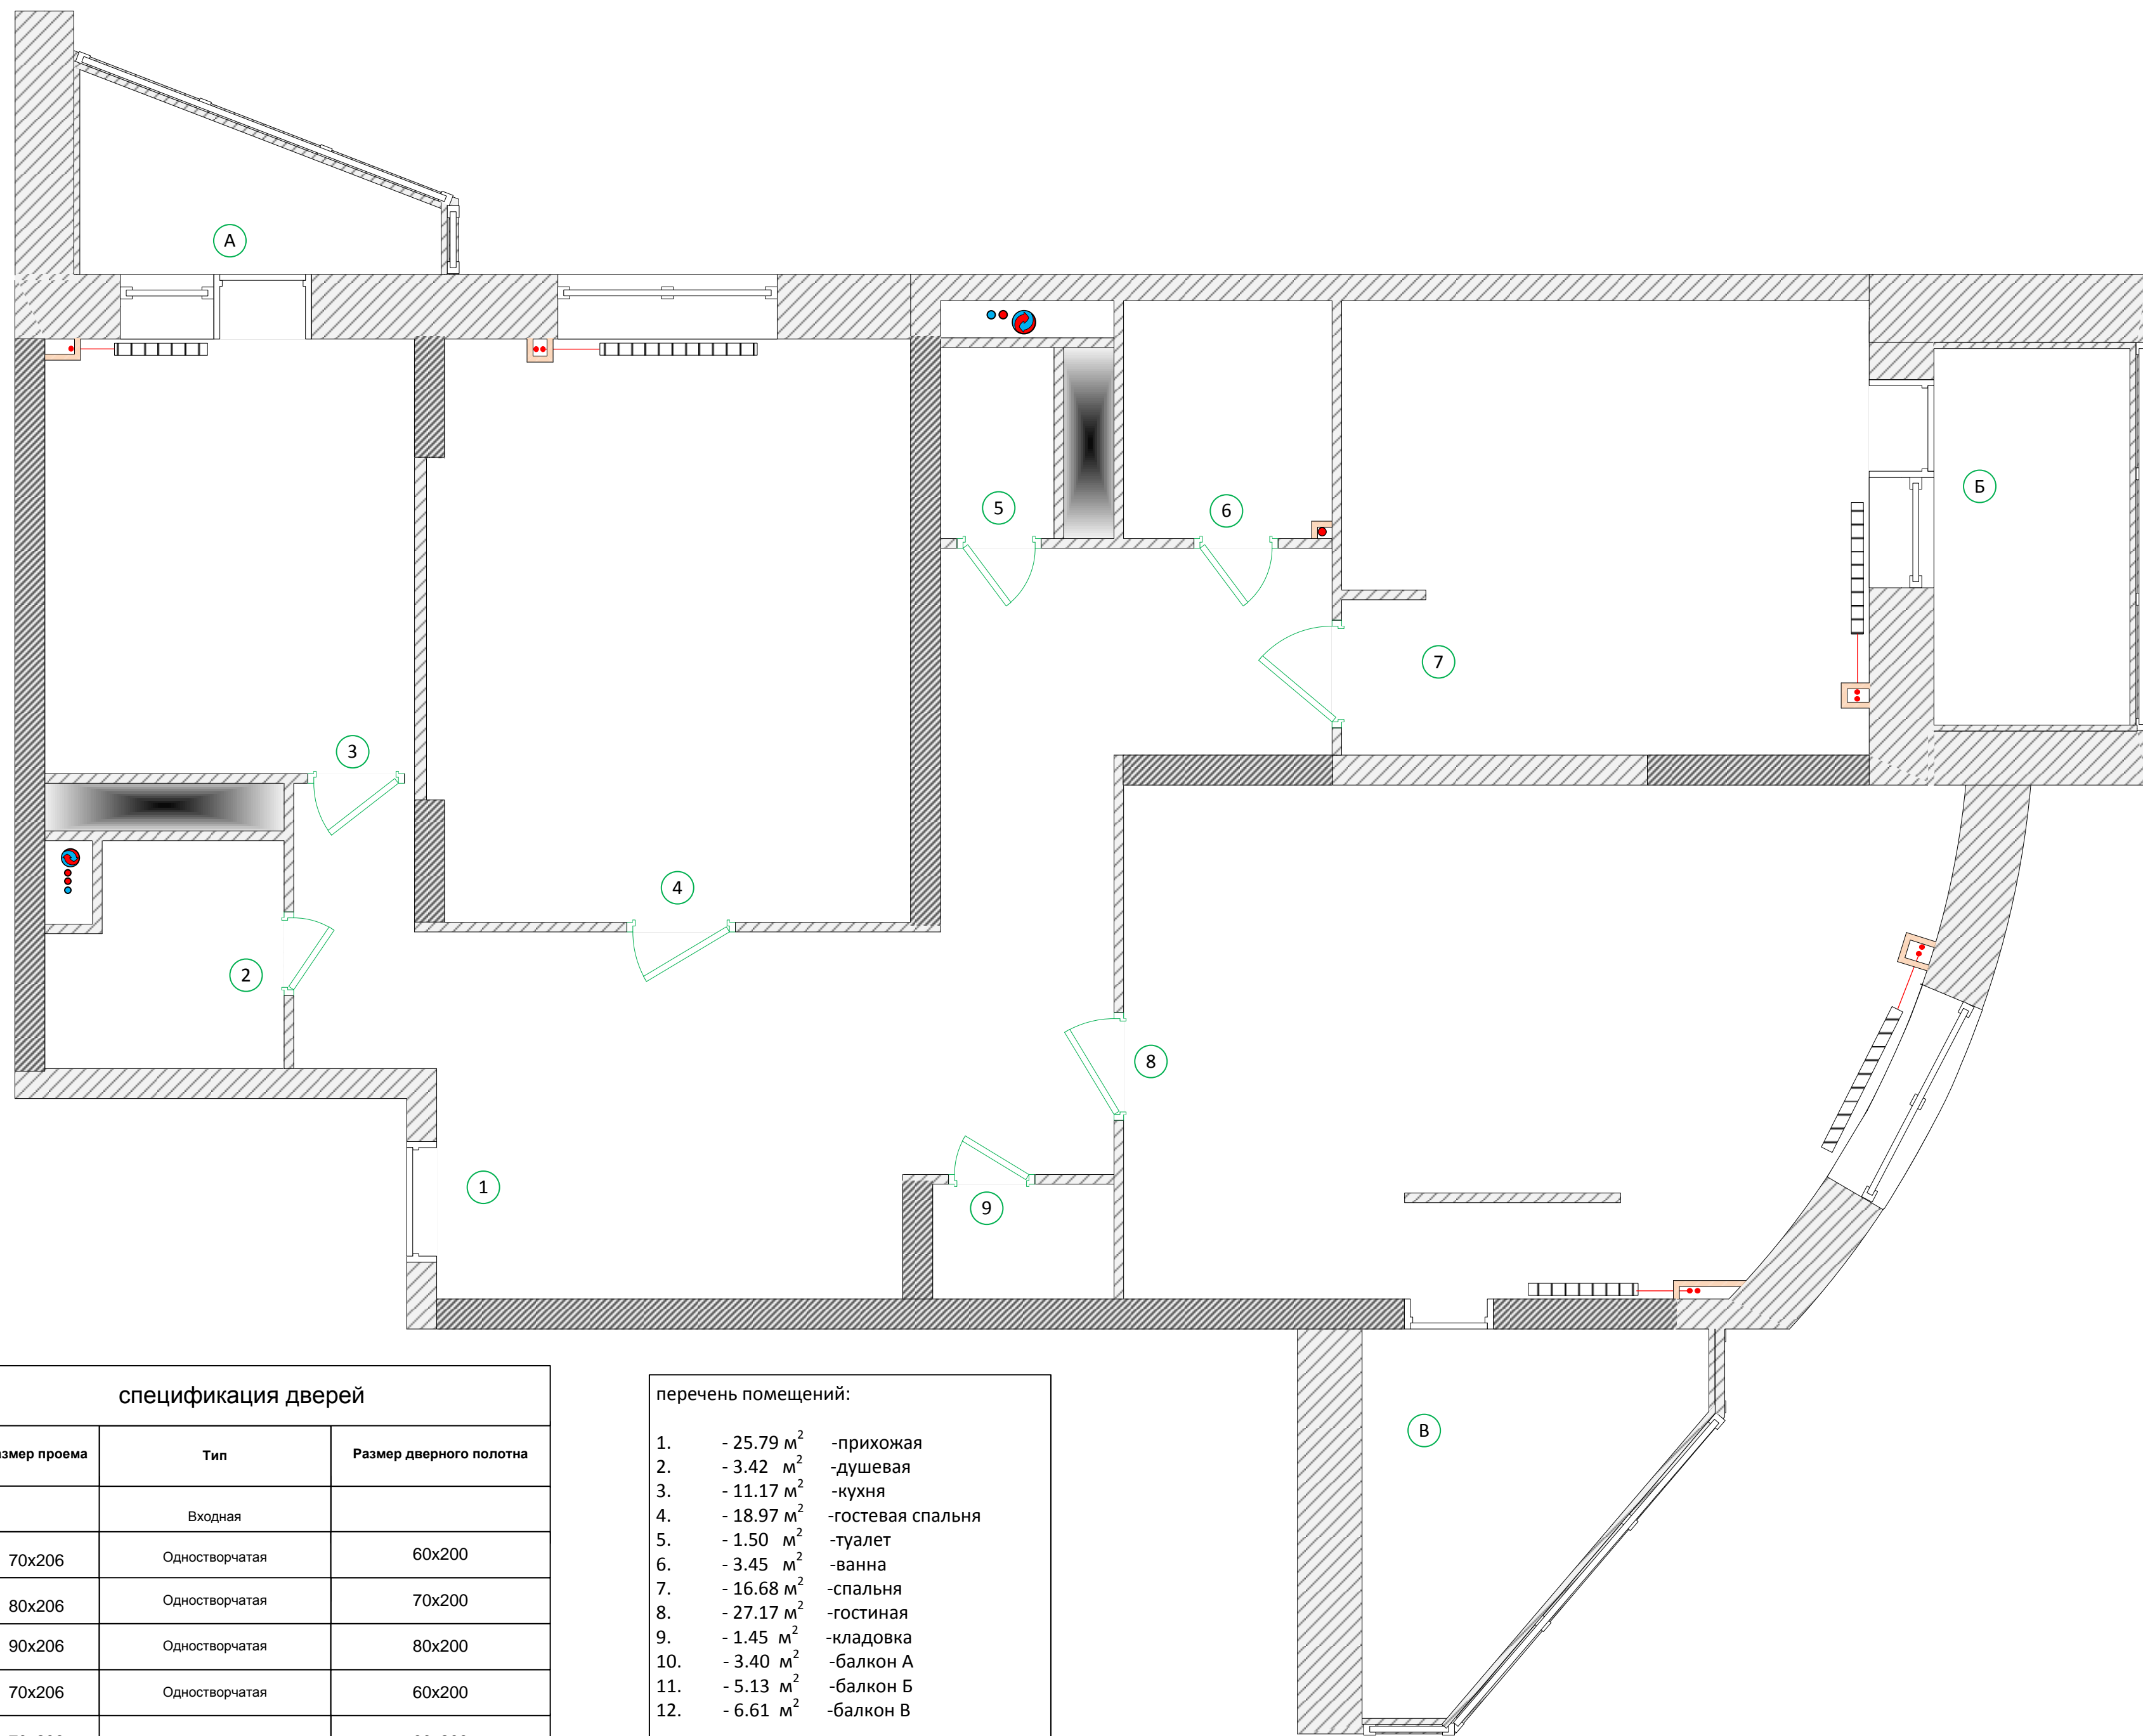 А
Б
5
6
7
3
4
2
8
1
9
В
спецификация дверей
змер проема Тип Размер дверного полотна
Входная
70х206 Одностворчатая 60х200
80х206 Одностворчатая 70х200
90х206 Одностворчатая 80х200
70х206 Одностворчатая 60х200
перечень помещений:
1. - 25.79 м² -прихожая
2. - 3.42 м² -душевая
3. - 11.17 м² -кухня
4. - 18.97 м² -гостевая спальня
5. - 1.50 м² -туалет
6. - 3.45 м² -ванна
7. - 16.68 м² -спальня
8. - 27.17 м² -гостиная
9. - 1.45 м² -кладовка
10. - 3.40 м² -балкон А
11. - 5.13 м² -балкон Б
12. - 6.61 м² -балкон В